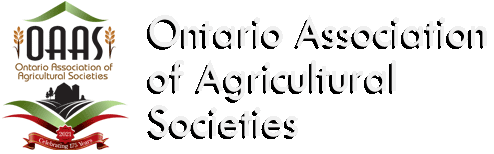 OAAS
Ontario Association of
Agricultural Societies
2021
Celebrating 175 Years
Ontario Association
of Agricultural
Societies